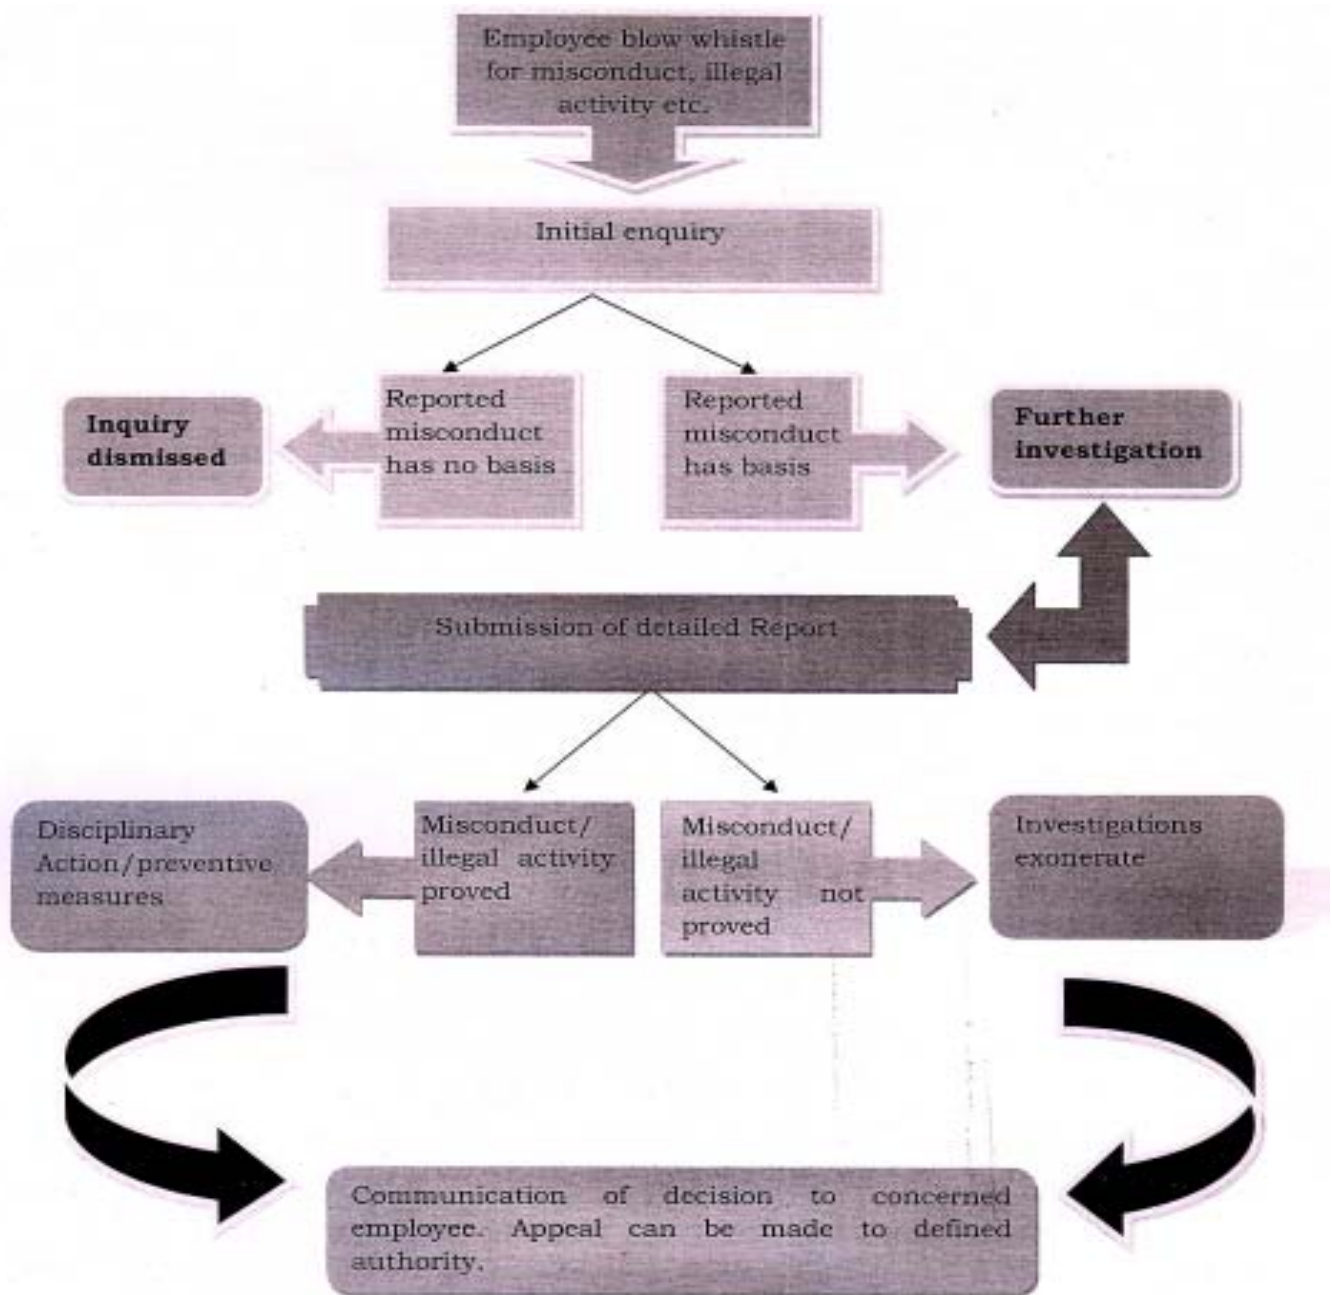 Employee blow whistle
for misconduct, illegal
activity etc.
Initial enquiry
Inquiry
dismissed
Reported
misconduct
has no basis
Reported
misconduct
has basis
Further
investigation
Submission of detailed Report
Disciplinary
Action/preventive
measures
Misconduct/
illegal activity
proved
Misconduct/
illegal
activity not
proved
Investigations
exonerate
Communication of decision to concerned
employee. Appeal can be made to defined
authority.